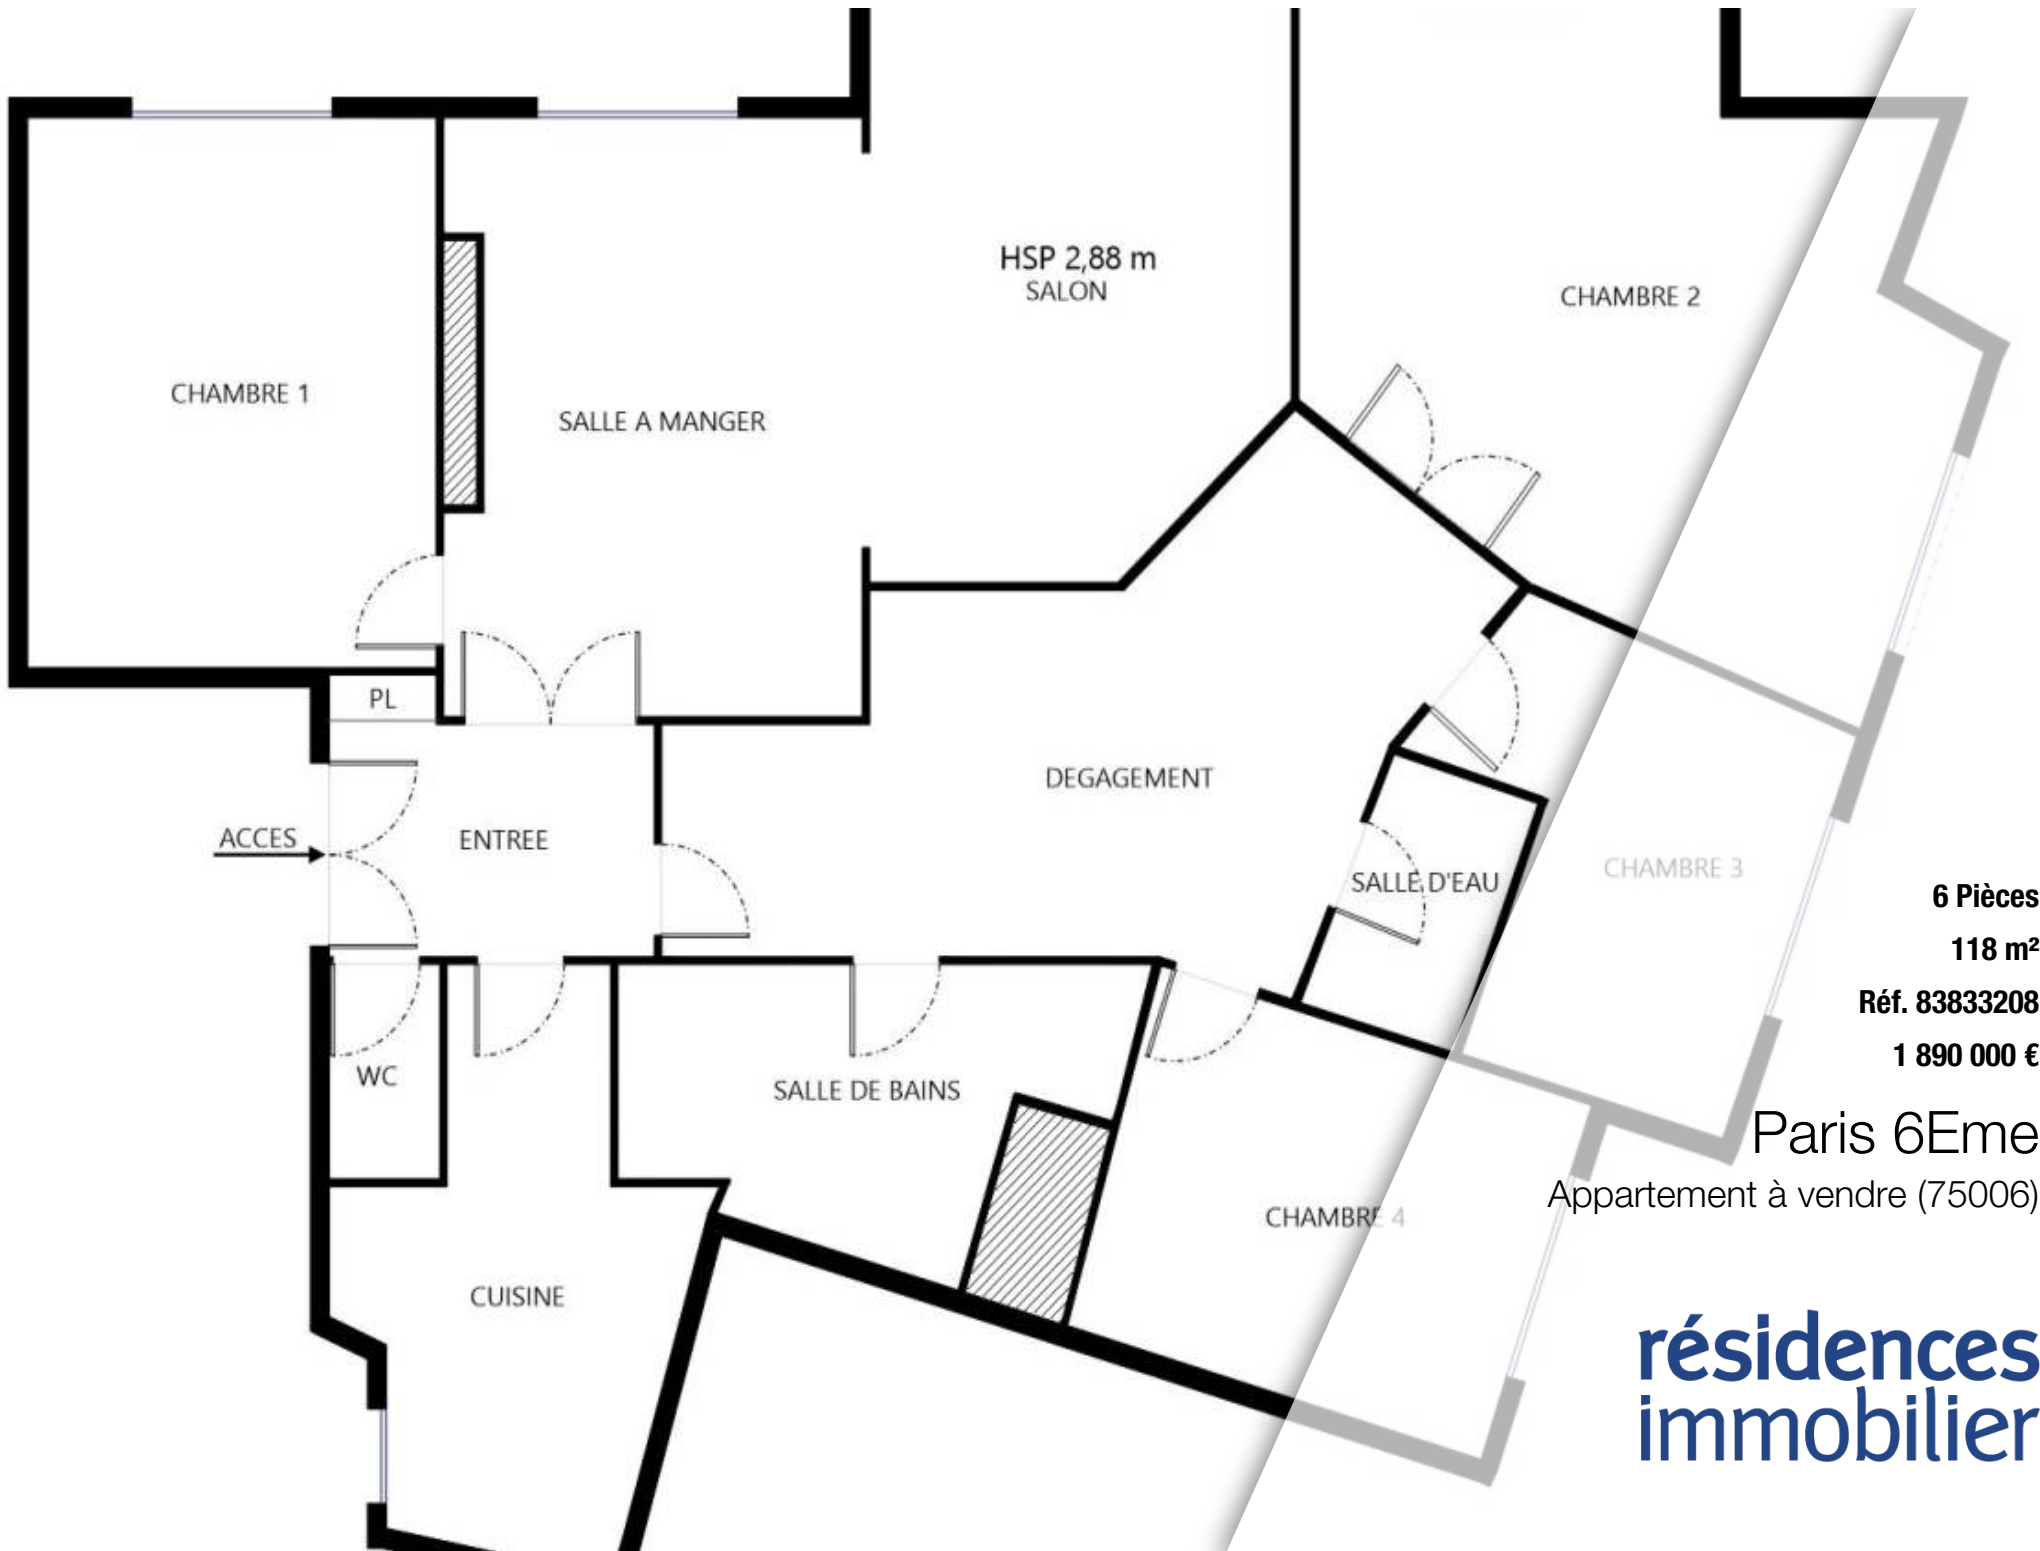 HSP 2,88 m
SALON
CHAMBRE 2
CHAMBRE 1
SALLE A MANGER
PL
DEGAGEMENT
ACCES
ENTREE
SALLE D'EAU
CHAMBRE 3
6 Pièces
118 m²
Réf. 83833208
1 890 000 €
WC
SALLE DE BAINS
Paris 6Eme
Appartement à vendre (75006)
CHAMBRE 4
CUISINE
résidences
immobilier